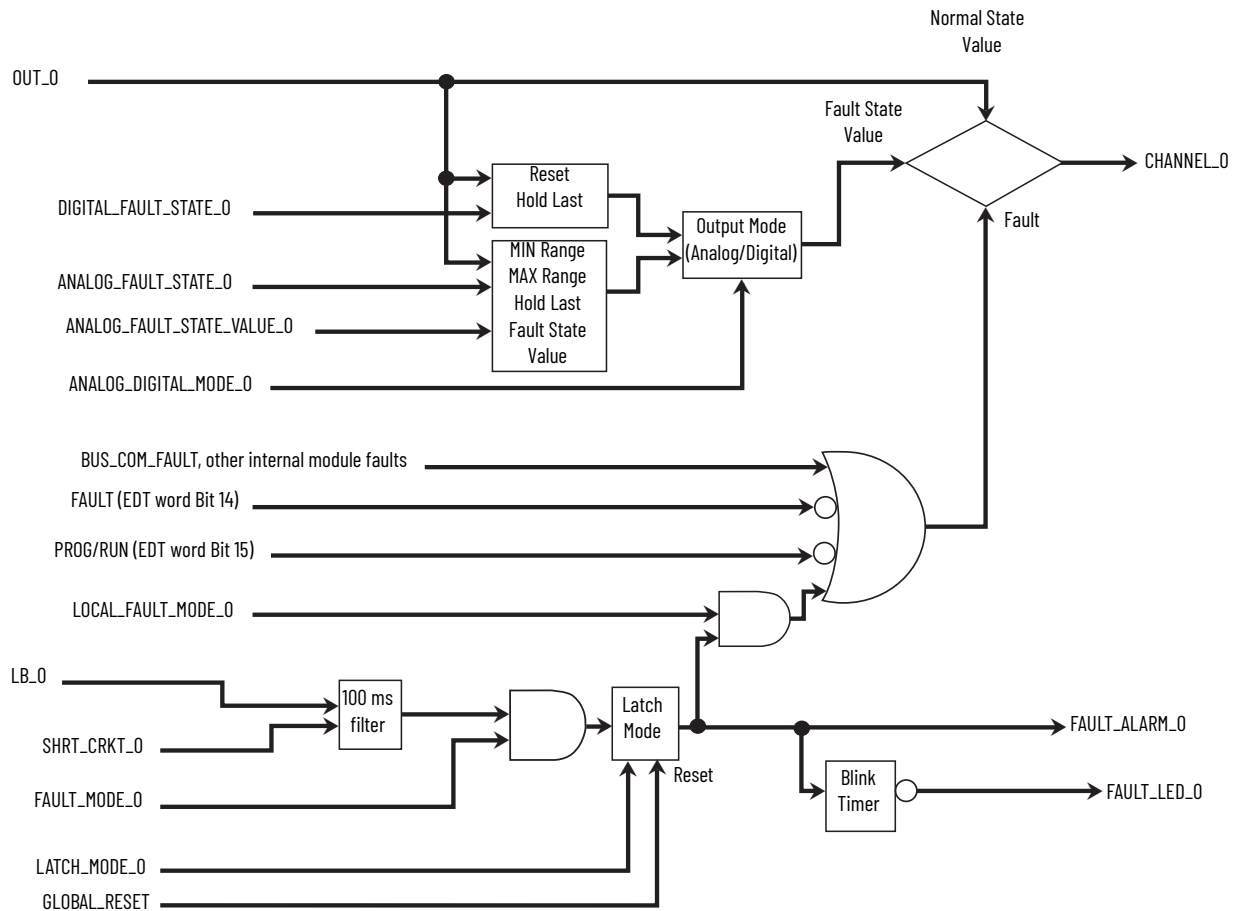 Normal State
Value
OUT_0
Fault State
Value
CHANNEL_0
Reset
Hold Last
DIGITAL_FAULT_STATE_0
Output Mode
(Analog/Digital)
Fault
MIN Range
MAX Range
Hold Last
Fault State
Value
ANALOG_FAULT_STATE_0
ANALOG_FAULT_STATE_VALUE_0
ANALOG_DIGITAL_MODE_0
BUS_COM_FAULT, other internal module faults
FAULT (EDT word Bit 14)
PROG/RUN (EDT word Bit 15)
LOCAL_FAULT_MODE_0
LB_0
100 ms
filter
Latch
Mode
SHRT_CRKT_0
FAULT_ALARM_0
Reset
Blink
Timer
FAULT_LED_0
FAULT_MODE_0
LATCH_MODE_0
GLOBAL_RESET